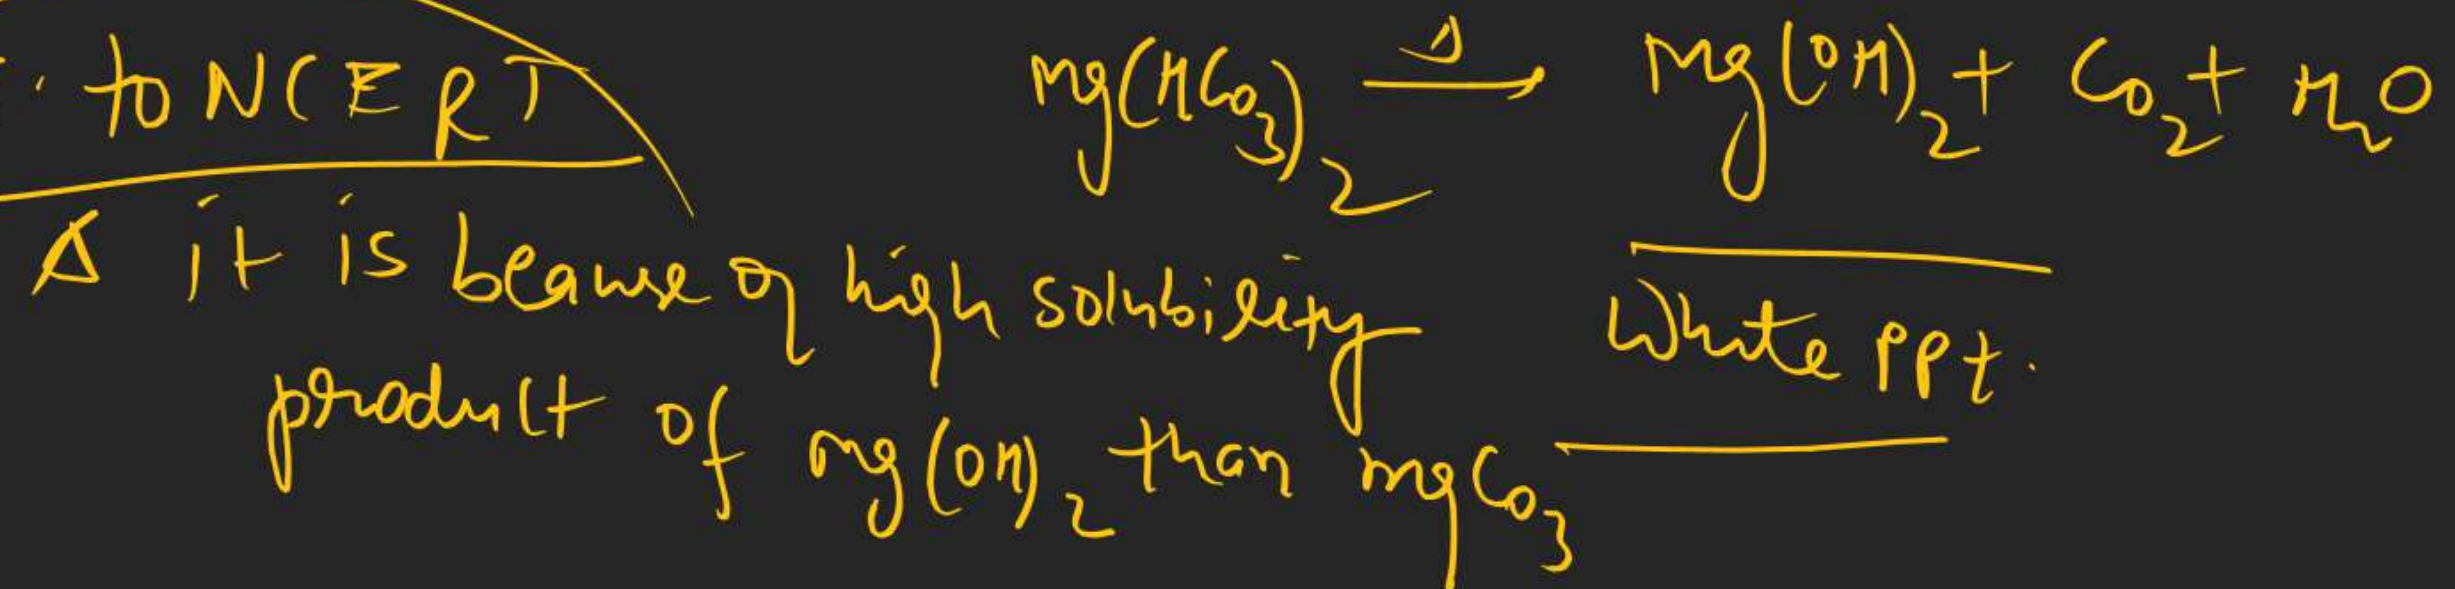 to NCERT
Mg(HCO3)2 Δ→ Mg(OH)2 + CO2 + H2O
it is because of high solubility
White ppt.
product of Mg(OH)2 than MgCO3